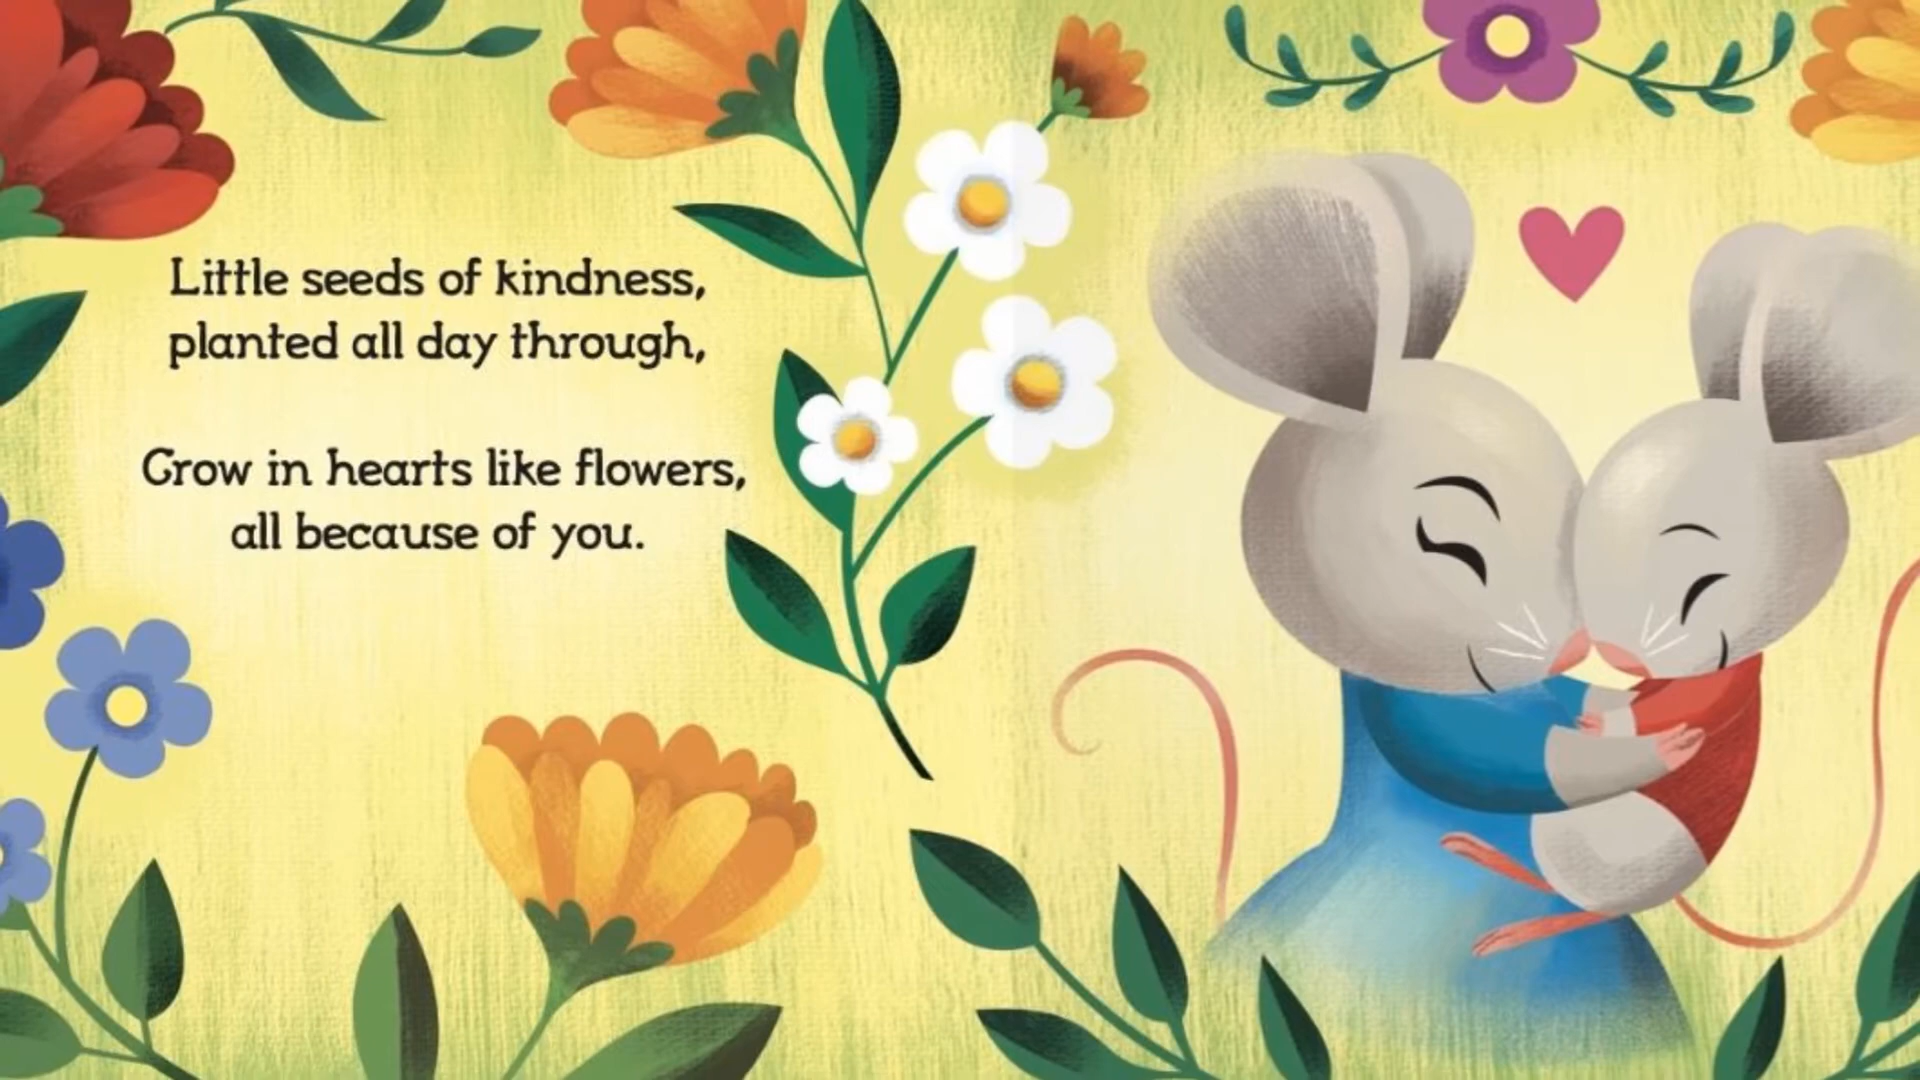 Little seeds of kindness,
planted all day through,
Grow in hearts like flowers,
all because of you.